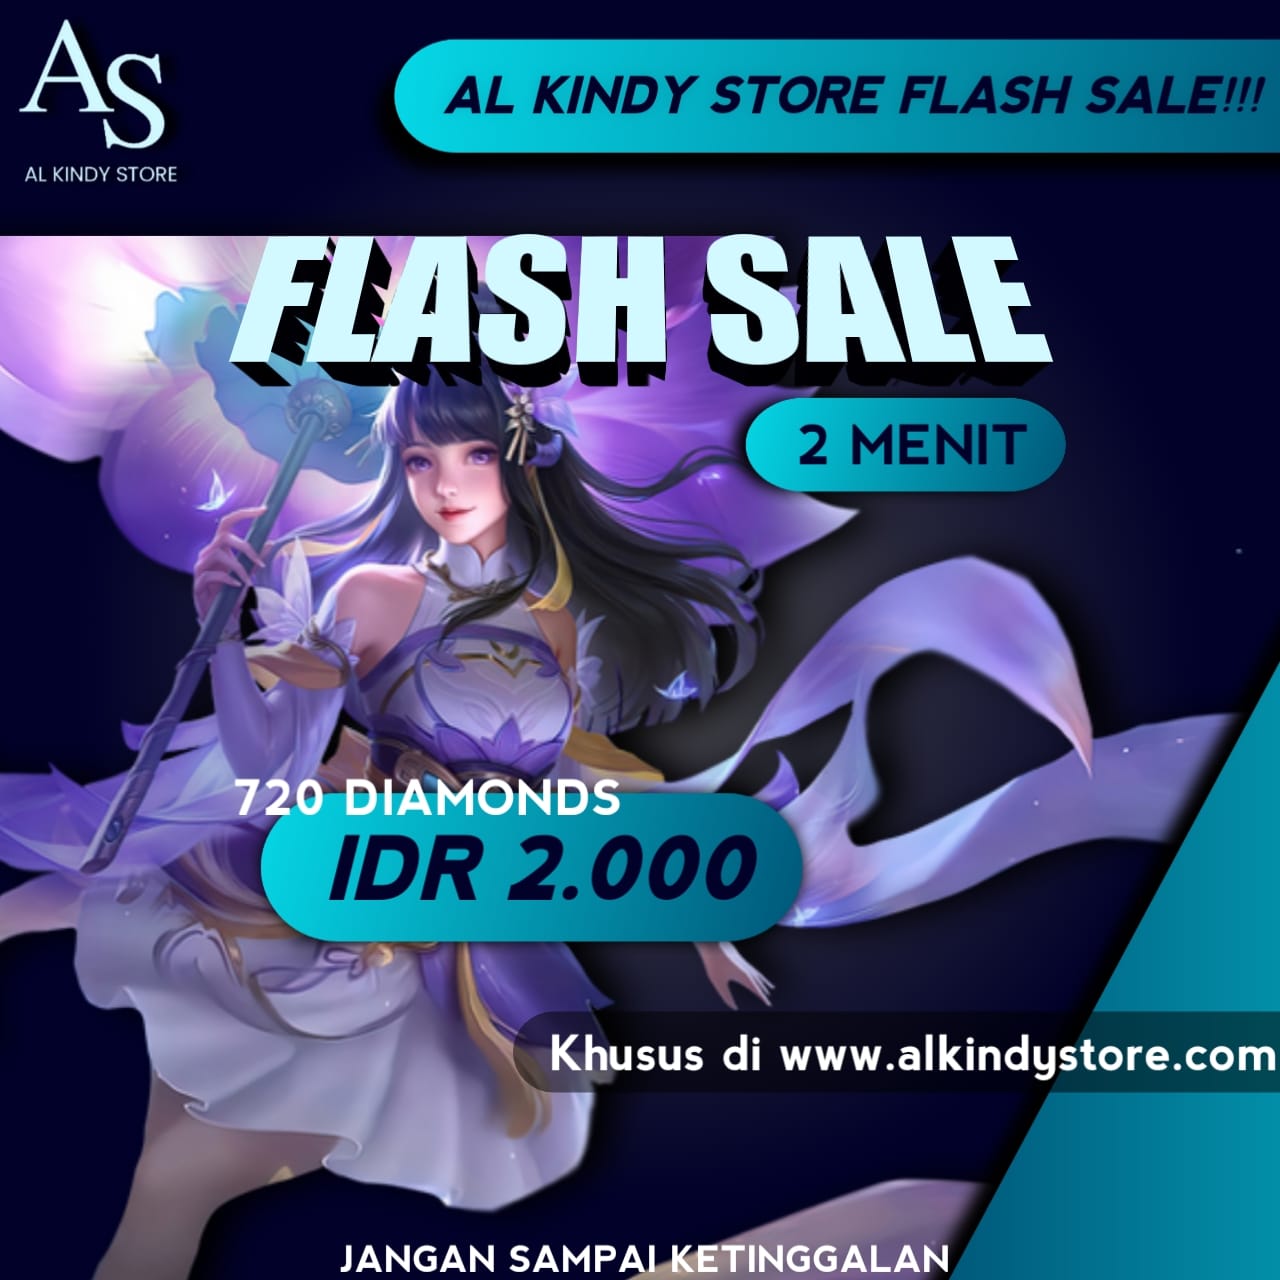 AS
AL KINDY STORE
AL KINDY STORE FLASH SALE!!!
FLASH SALE
2 MENIT
720 DIAMONDS
IDR 2.000
Khusus di www.alkindystore.com
JANGAN SAMPAI KETINGGALAN